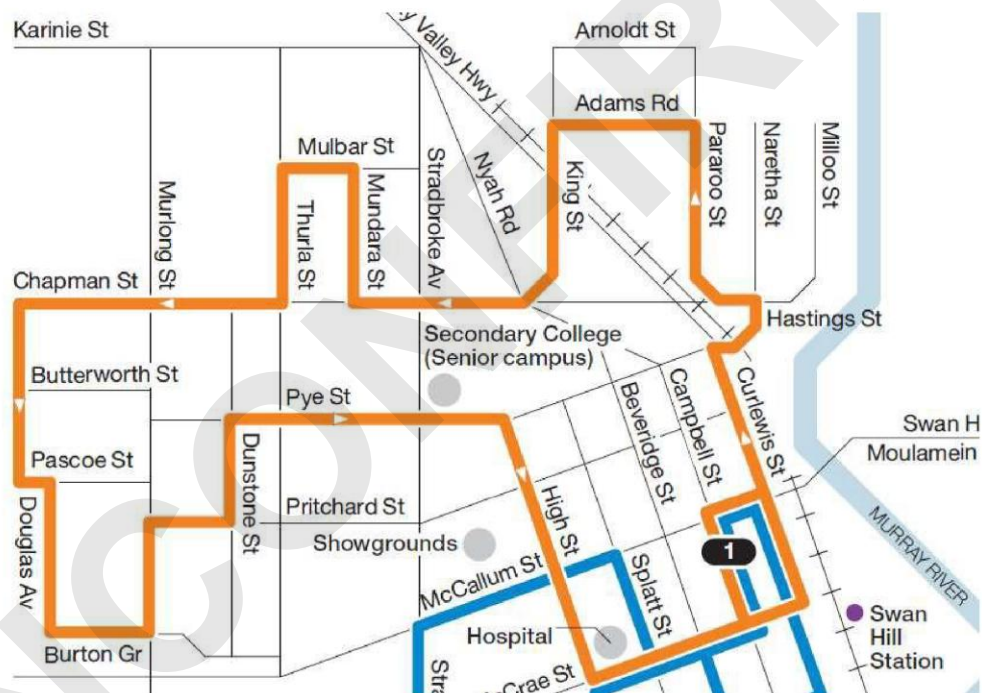 Karinie St
Valley Hwy
Arnoldt St
Adams Rd
Mulbar St
Murlong St
Thurla St
Mundara St
Stradbroke Av
Nyah Rd
King St
Pararoo St
Naretha St
Milloo St
Chapman St
Hastings St
Secondary College
(Senior campus)
Butterworth St
Pye St
Beveridge St
Campbell St
Curlewis St
Swan H
Moulamein
Pascoe St
Douglas Av
Dunstone St
Pritchard St
High St
Showgrounds
1
MURRAY RIVER
McCallum St
Splatt St
Hospital
Swan
Hill
Station
Burton Gr
Stra
cCrae St